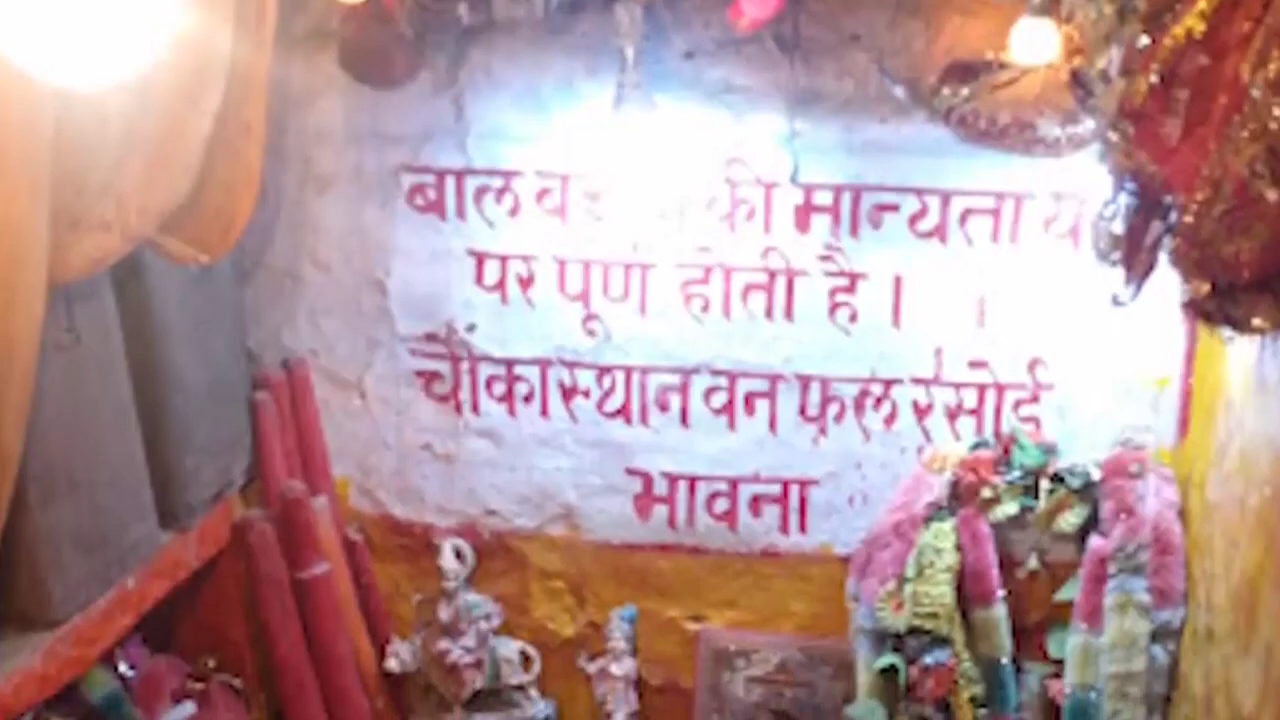 बाल की मान्यता
पर पूर्ण होती है।
चौंका स्थान वन फल रसोई
भावना